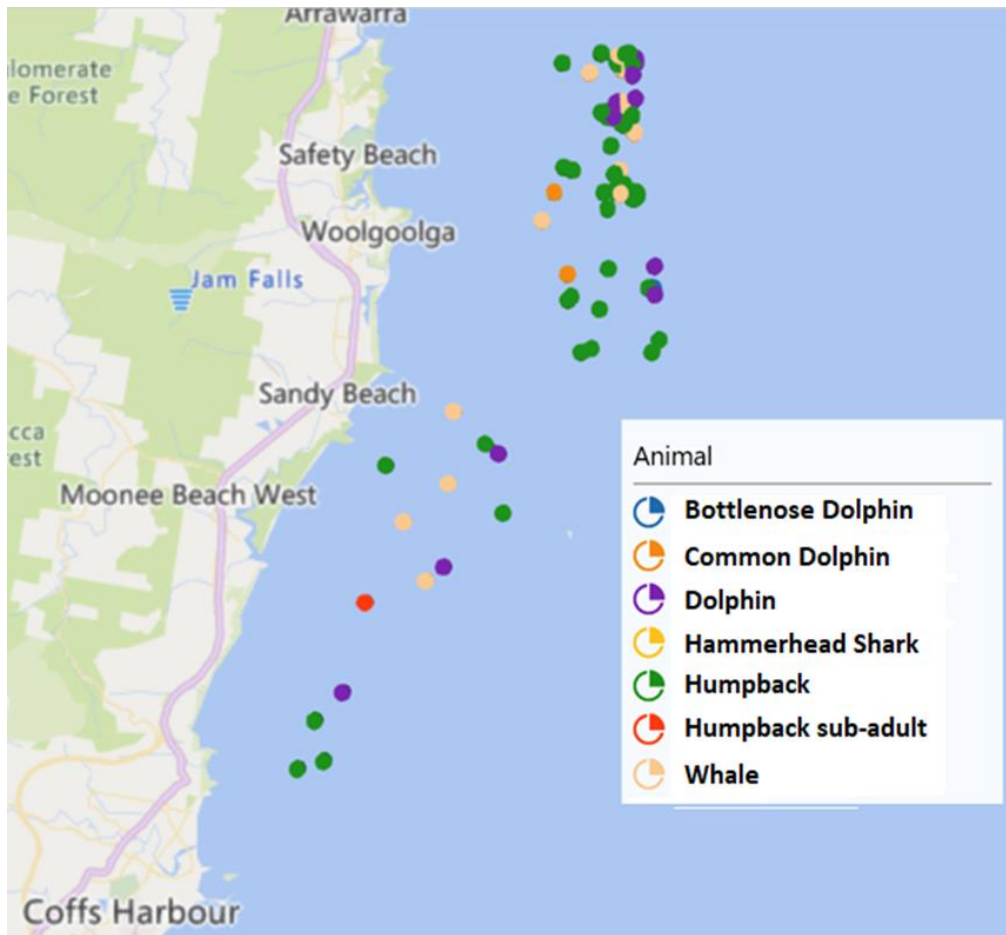 Arrawarra
lomerate
e Forest
Safety Beach
Woolgoolga
Jam Falls
Sandy Beach
cca
est
Moonee Beach West
Coffs Harbour
Animal
Bottlenose Dolphin
Common Dolphin
Dolphin
Hammerhead Shark
Humpback
Humpback sub-adult
Whale